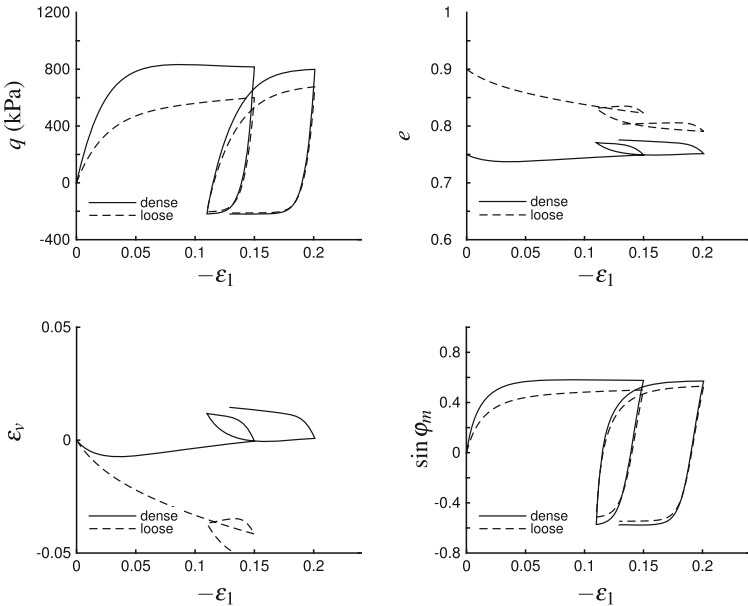 1200
800
400
0
-400
q (kPa)
dense
loose
0 0.05 0.1 0.15 0.2
−ε1
1
0.9
0.8
0.7
0.6
e
dense
loose
0 0.05 0.1 0.15 0.2
−ε1
0.05
0
-0.05
εv
dense
loose
0 0.05 0.1 0.15 0.2
−ε1
0.8
0.4
0
-0.4
-0.8
sin φm
dense
loose
0 0.05 0.1 0.15 0.2
−ε1